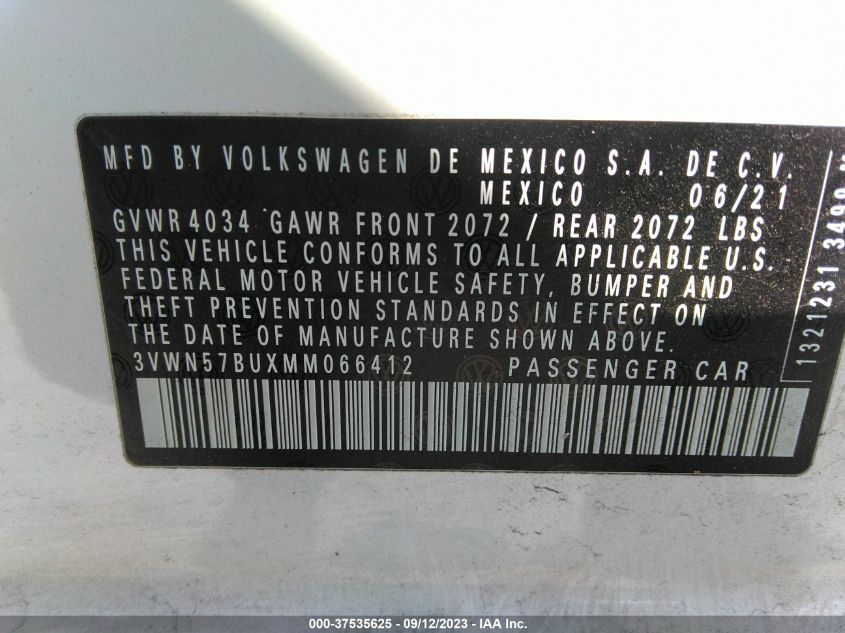 MFD BY VOLKSWAGEN DE MEXICO S.A. DE C.V.
MEXICO 06/21
GVWR 4034 GAWR FRONT 2072 / REAR 2072 LBS
THIS VEHICLE CONFORMS TO ALL APPLICABLE U.S.
FEDERAL MOTOR VEHICLE SAFETY, BUMPER AND
THEFT PREVENTION STANDARDS IN EFFECT ON
THE DATE OF MANUFACTURE SHOWN ABOVE.
3VWN57BUXMM066412 PASSENGER CAR
1321231
000-37535625 - 09/12/2023 - IAA Inc.